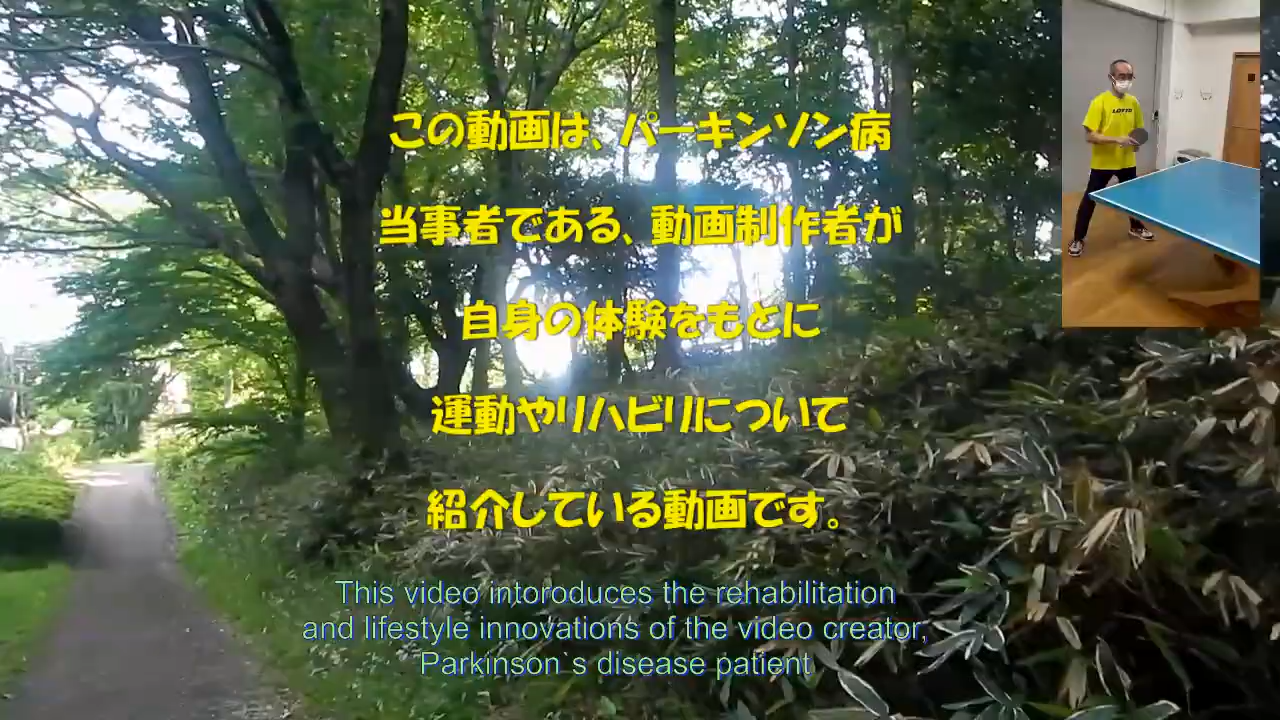 この動画は、パーキンソン病
当事者である、動画制作者が
自身の体験をもとに
運動やリハビリについて
紹介している動画です。
This video intoroduces the rehabilitation
and lifestyle innovations of the video creator,
Parkinson`s disease patient
LOTTO